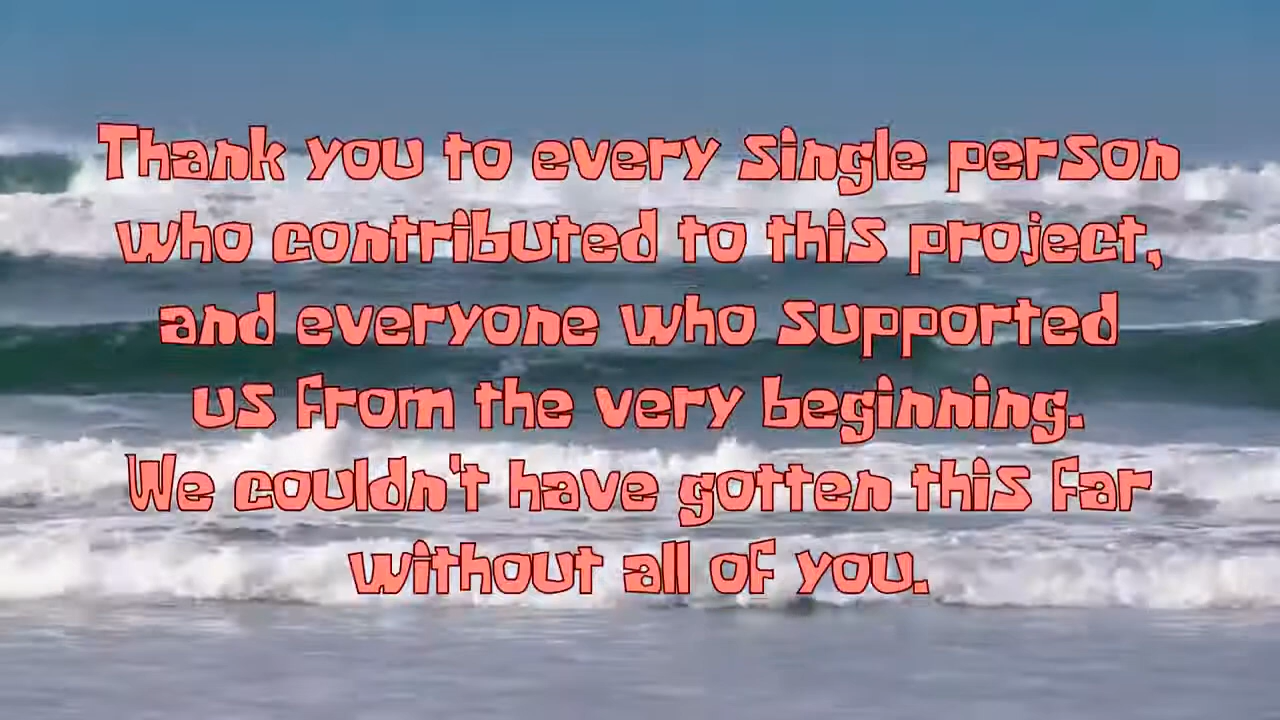 Thank you to every single person
who contributed to this project,
and everyone who supported
us from the very beginning.
We couldn't have gotten this far
without all of you.